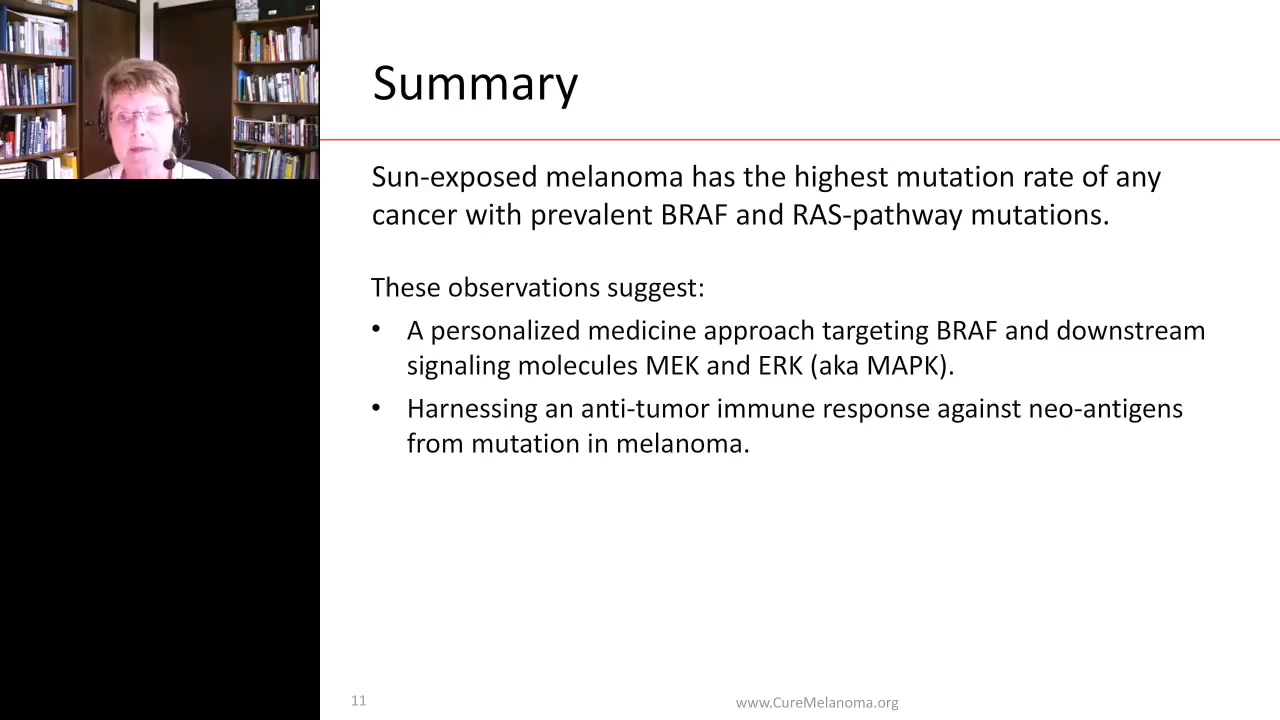 Summary
Sun-exposed melanoma has the highest mutation rate of any
cancer with prevalent BRAF and RAS-pathway mutations.
These observations suggest:
• A personalized medicine approach targeting BRAF and downstream
signaling molecules MEK and ERK (aka MAPK).
• Harnessing an anti-tumor immune response against neo-antigens
from mutation in melanoma.
11
www.CureMelanoma.org